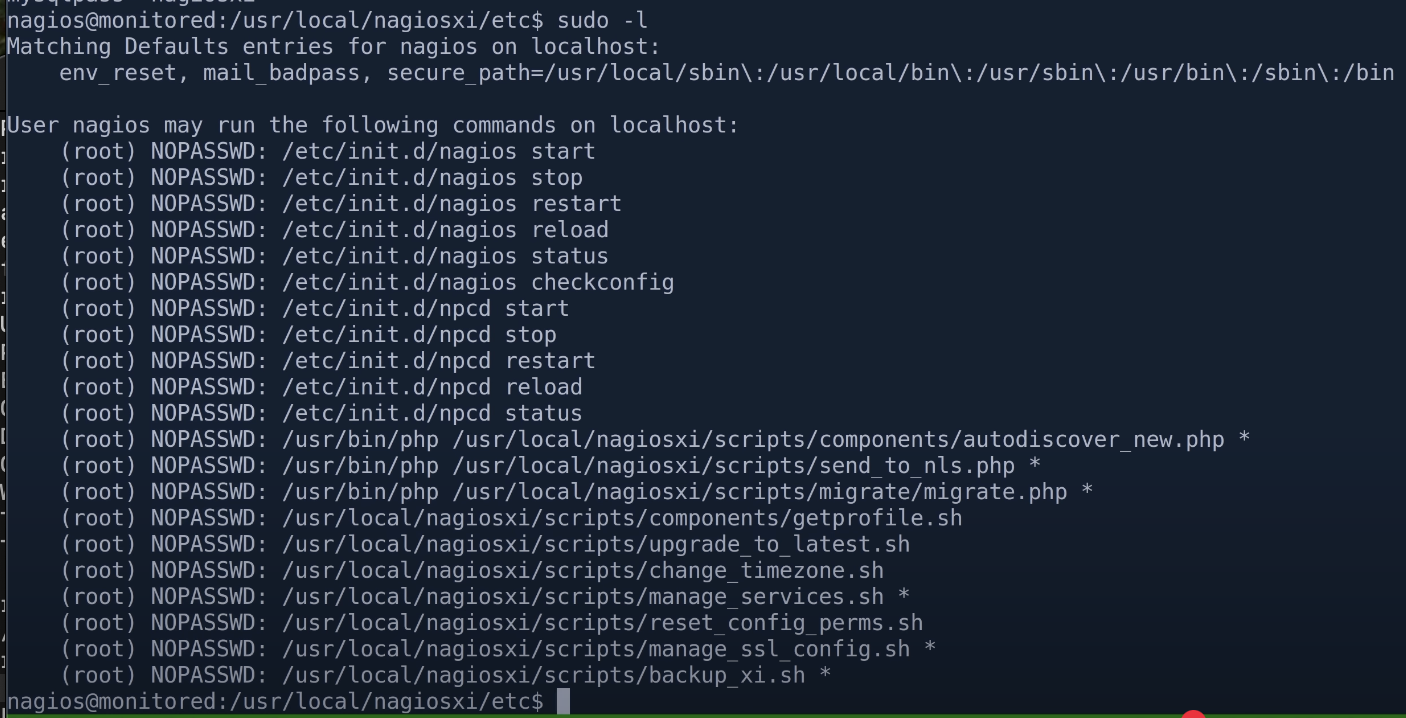 nagios@monitored:/usr/local/nagiosxi/etc$ sudo -l
Matching Defaults entries for nagios on localhost:
    env_reset, mail_badpass, secure_path=/usr/local/sbin\:/usr/local/bin\:/usr/sbin\:/usr/bin\:/sbin\:/bin

User nagios may run the following commands on localhost:
    (root) NOPASSWD: /etc/init.d/nagios start
    (root) NOPASSWD: /etc/init.d/nagios stop
    (root) NOPASSWD: /etc/init.d/nagios restart
    (root) NOPASSWD: /etc/init.d/nagios reload
    (root) NOPASSWD: /etc/init.d/nagios status
    (root) NOPASSWD: /etc/init.d/nagios checkconfig
    (root) NOPASSWD: /etc/init.d/npcd start
    (root) NOPASSWD: /etc/init.d/npcd stop
    (root) NOPASSWD: /etc/init.d/npcd restart
    (root) NOPASSWD: /etc/init.d/npcd reload
    (root) NOPASSWD: /etc/init.d/npcd status
    (root) NOPASSWD: /usr/bin/php /usr/local/nagiosxi/scripts/components/autodiscover_new.php *
    (root) NOPASSWD: /usr/bin/php /usr/local/nagiosxi/scripts/send_to_nls.php *
    (root) NOPASSWD: /usr/bin/php /usr/local/nagiosxi/scripts/migrate/migrate.php *
    (root) NOPASSWD: /usr/local/nagiosxi/scripts/components/getprofile.sh
    (root) NOPASSWD: /usr/local/nagiosxi/scripts/upgrade_to_latest.sh
    (root) NOPASSWD: /usr/local/nagiosxi/scripts/change_timezone.sh
    (root) NOPASSWD: /usr/local/nagiosxi/scripts/manage_services.sh *
    (root) NOPASSWD: /usr/local/nagiosxi/scripts/reset_config_perms.sh
    (root) NOPASSWD: /usr/local/nagiosxi/scripts/manage_ssl_config.sh *
    (root) NOPASSWD: /usr/local/nagiosxi/scripts/backup_xi.sh *
nagios@monitored:/usr/local/nagiosxi/etc$